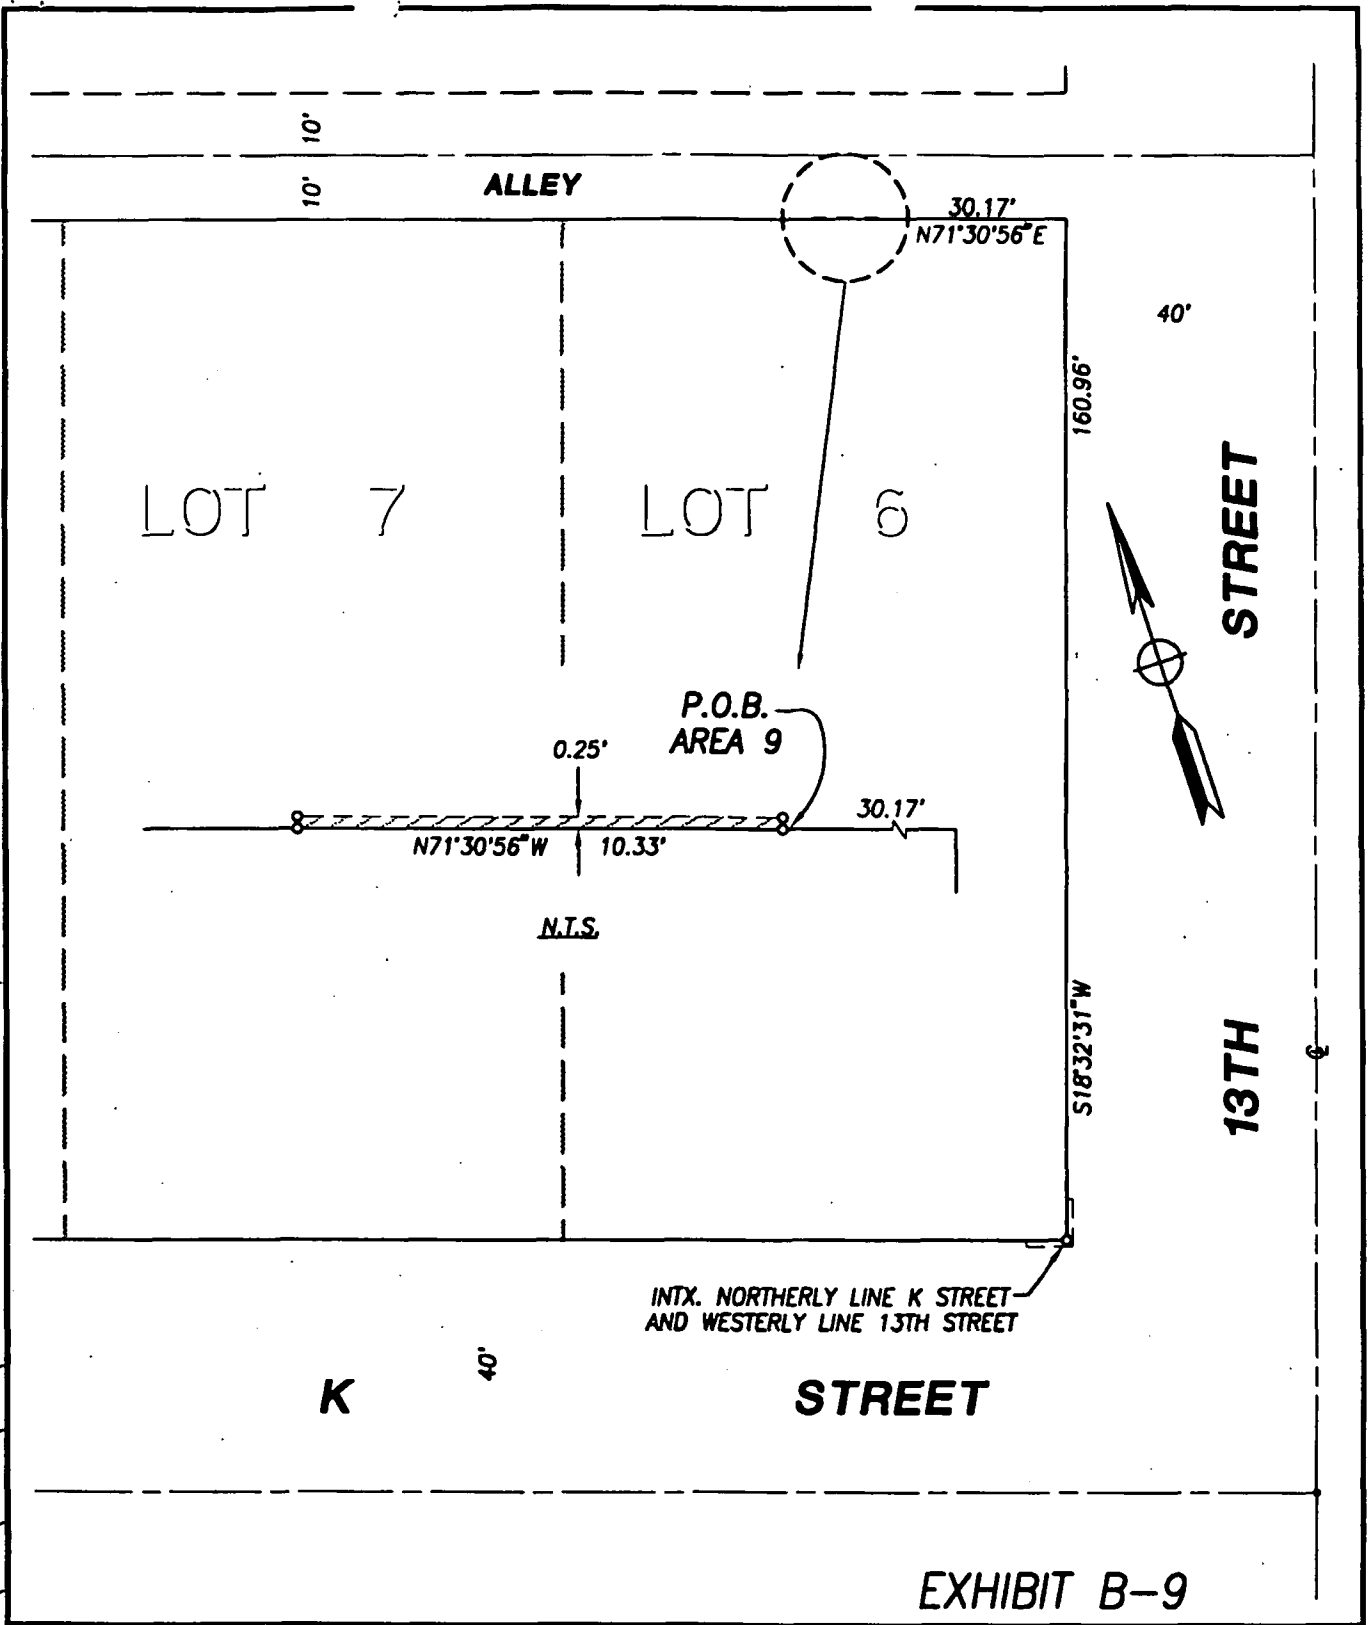 10'
10'
ALLEY
30.17'
N71°30'56"E
40'
160.96'
LOT 7
LOT 6
STREET
P.O.B.
AREA 9
0.25'
30.17'
N71°30'56"W 10.33'
N.T.S.
S18°32'31"W
13TH
℄
INTX. NORTHERLY LINE K STREET
AND WESTERLY LINE 13TH STREET
40'
K STREET
EXHIBIT B-9